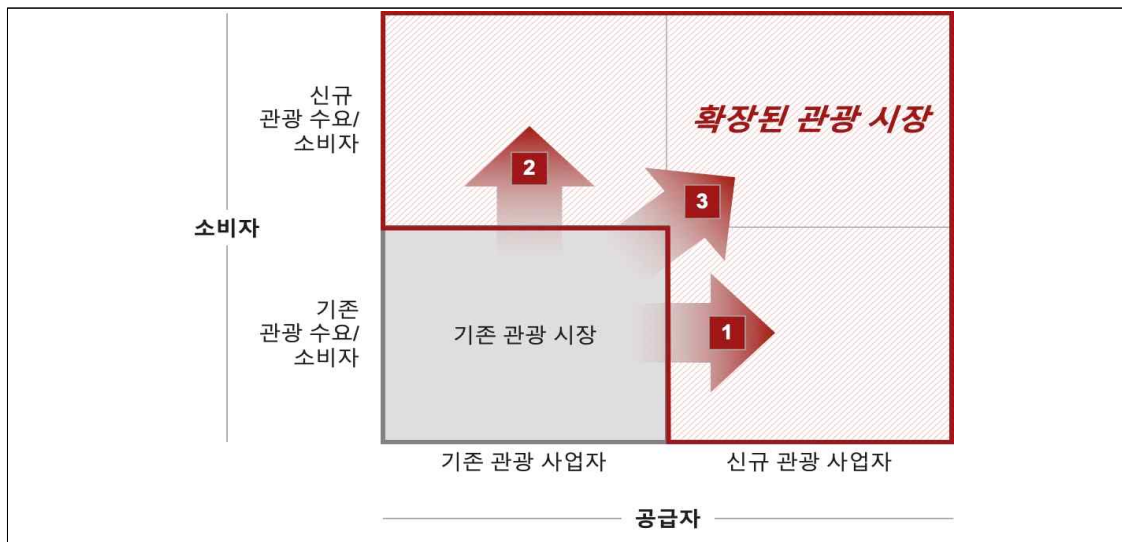 신규
관광 수요/
소비자
확장된 관광 시장
2
3
소비자
기존
관광 수요/
소비자
기존 관광 시장
1
기존 관광 사업자
신규 관광 사업자
공급자